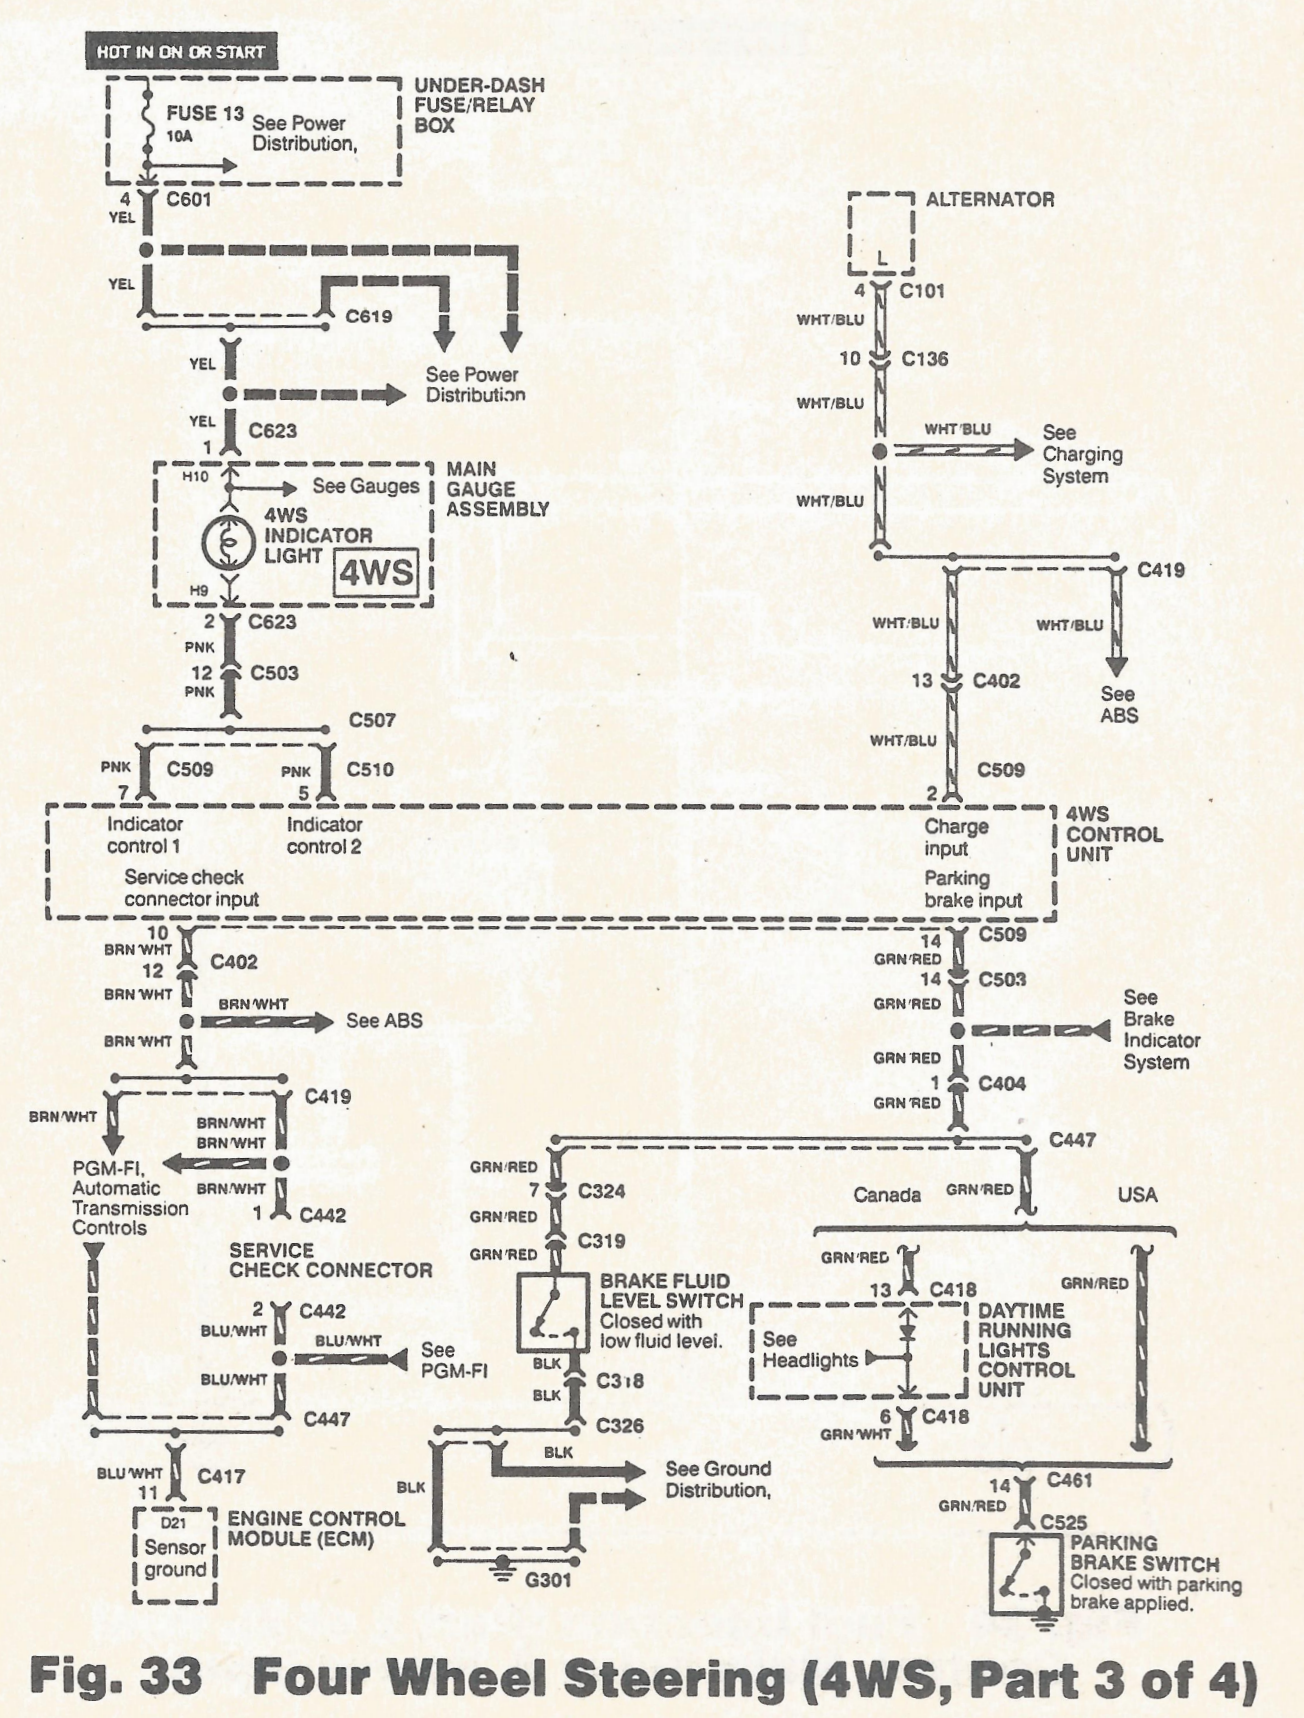 HOT IN ON OR START
UNDER-DASH
FUSE/RELAY
BOX
FUSE 13
10A
See Power
Distribution,
4
C601
YEL
YEL
C619
See Power
Distribution
YEL
YEL
1
C623
H10
See Gauges
MAIN
GAUGE
ASSEMBLY
4WS
INDICATOR
LIGHT
4WS
H9
2
C623
PNK
12
C503
PNK
C507
PNK
C509
7
PNK
C510
5
ALTERNATOR
L
4
C101
WHT/BLU
10
C136
WHT/BLU
WHT/BLU
See
Charging
System
WHT/BLU
C419
WHT/BLU
WHT/BLU
13
C402
See
ABS
WHT/BLU
C509
2
Indicator
control 1
Indicator
control 2
Charge
input
4WS
CONTROL
UNIT
Service check
connector input
Parking
brake input
10
BRN/WHT
C402
12
BRN/WHT
BRN/WHT
See ABS
BRN/WHT
C419
BRN/WHT
BRN/WHT
BRN/WHT
PGM-FI,
Automatic
Transmission
Controls
BRN/WHT
1
C442
SERVICE
CHECK CONNECTOR
2
C442
BLU/WHT
BLU/WHT
See
PGM-FI
BLU/WHT
C447
BLU/WHT
C417
11
D21
Sensor
ground
ENGINE CONTROL
MODULE (ECM)
14
C509
GRN/RED
14
C503
GRN/RED
See
Brake
Indicator
System
GRN RED
1
C404
GRN/RED
C447
GRN/RED
7
C324
GRN/RED
C319
GRN/RED
BRAKE FLUID
LEVEL SWITCH
Closed with
low fluid level.
BLK
C318
BLK
C326
BLK
BLK
See Ground
Distribution,
G301
Canada
GRN/RED
USA
GRN/RED
13
C418
GRN/RED
See
Headlights
DAYTIME
RUNNING
LIGHTS
CONTROL
UNIT
6
C418
GRN/WHT
14
C461
GRN/RED
C525
PARKING
BRAKE SWITCH
Closed with parking
brake applied.
Fig. 33 Four Wheel Steering (4WS, Part 3 of 4)